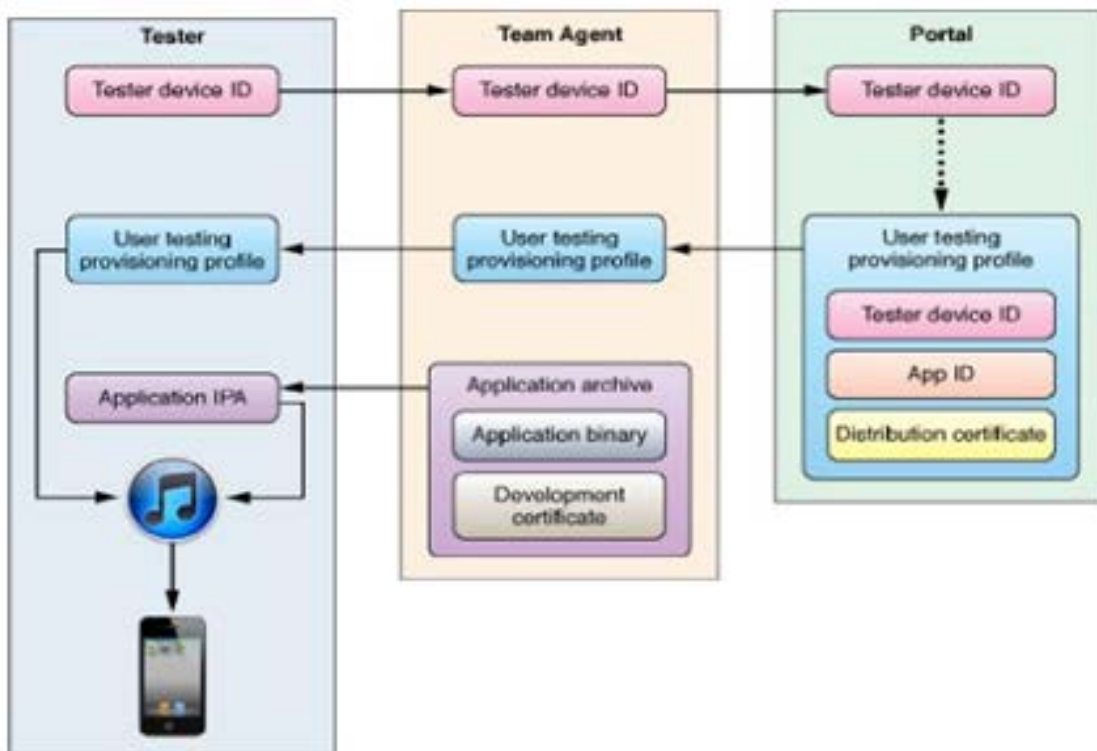 Tester
Team Agent
Portal
Tester device ID
Tester device ID
Tester device ID
User testing
provisioning profile
User testing
provisioning profile
User testing
provisioning profile
Tester device ID
App ID
Distribution certificate
Application IPA
Application archive
Application binary
Development
certificate